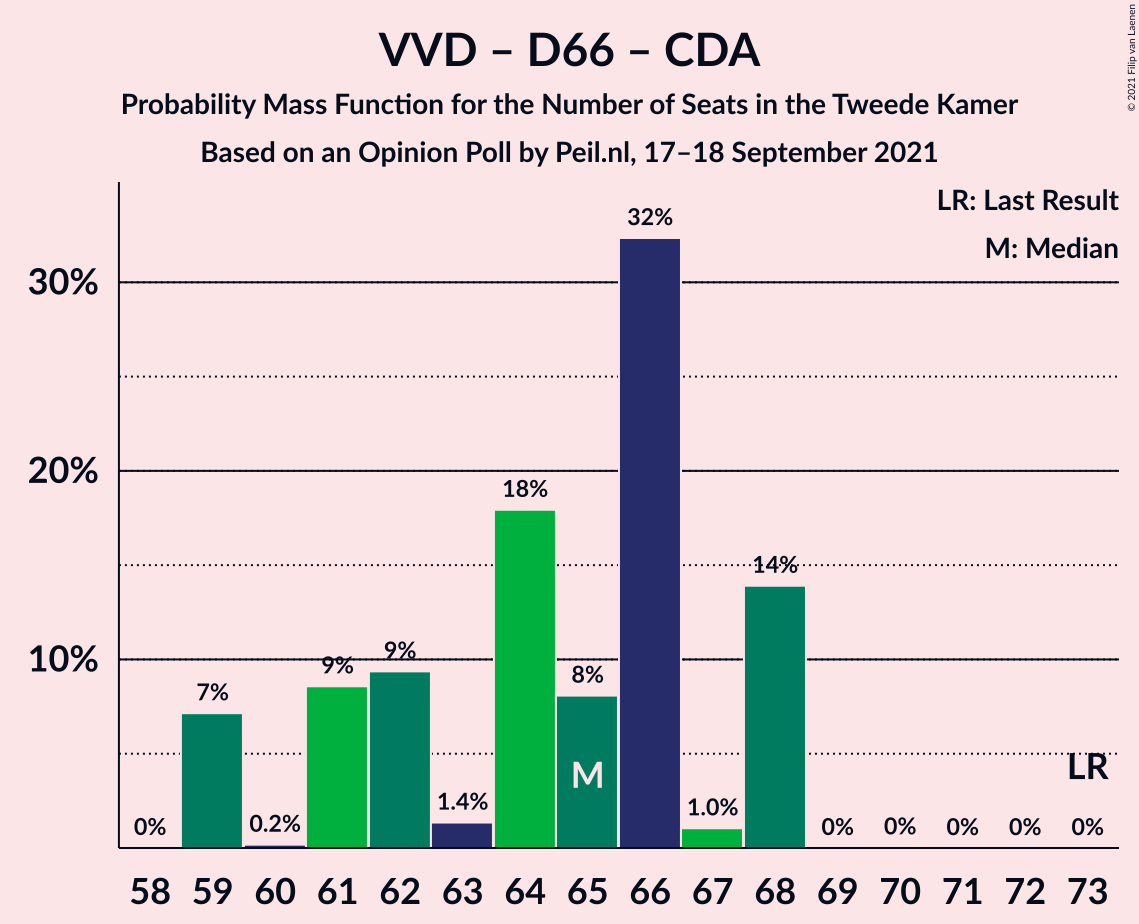 VVD – D66 – CDA
Probability Mass Function for the Number of Seats in the Tweede Kamer
Based on an Opinion Poll by Peil.nl, 17–18 September 2021
© 2021 Filip van Laenen
LR: Last Result
M: Median
30%
20%
10%
0%
7%
0.2%
9%
9%
1.4%
18%
8%
32%
1.0%
14%
0%
0%
0%
0%
0%
M
LR
58 59 60 61 62 63 64 65 66 67 68 69 70 71 72 73